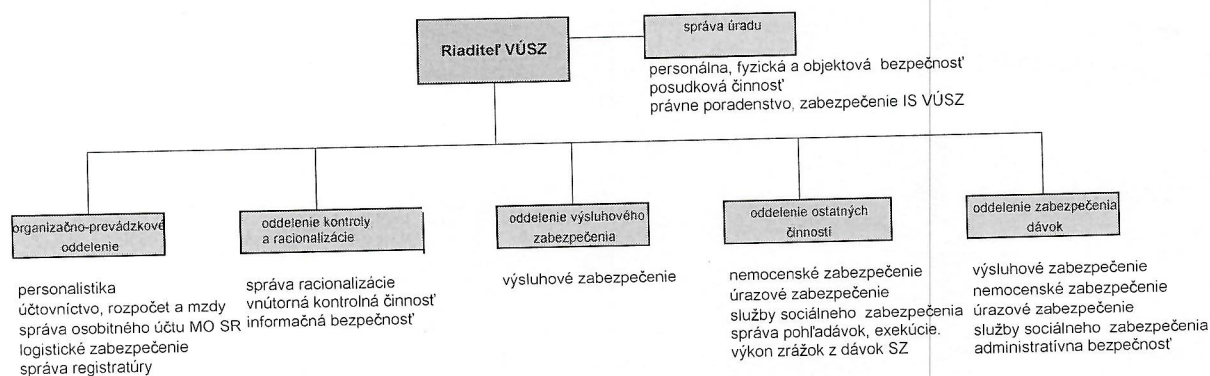 Riaditeľ VÚSZ
správa úradu
personálna, fyzická a objektová bezpečnosť
posudková činnosť
právne poradenstvo, zabezpečenie IS VÚSZ
organizačno-prevádzkové
oddelenie
personalistika
účtovníctvo, rozpočet a mzdy
správa osobitného účtu MO SR
logistické zabezpečenie
správa registratúry
oddelenie kontroly
a racionalizácie
správa racionalizácie
vnútorná kontrolná činnosť
informačná bezpečnosť
oddelenie výsluhového
zabezpečenia
výsluhové zabezpečenie
oddelenie ostatných
činností
nemocenské zabezpečenie
úrazové zabezpečenie
služby sociálneho zabezpečenia
správa pohľadávok, exekúcie.
výkon zrážok z dávok SZ
oddelenie zabezpečenia
dávok
výsluhové zabezpečenie
nemocenské zabezpečenie
úrazové zabezpečenie
služby sociálneho zabezpečenia
administratívna bezpečnosť